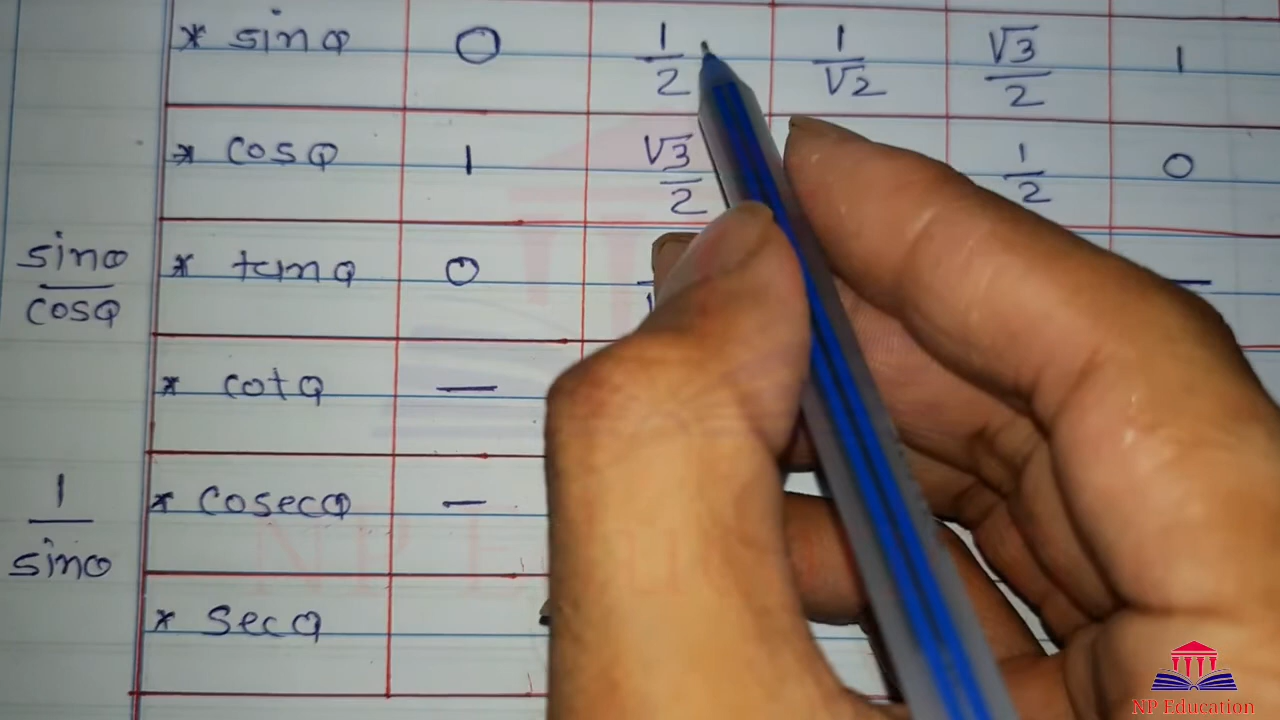 * sinθ 0 1/2 1/√2 √3/2 1
* cosθ 1 √3/2 1/2 0
sinθ/cosθ * tanθ 0 —
* cotθ —
1/sinθ * cosecθ —
* secθ
NP Education